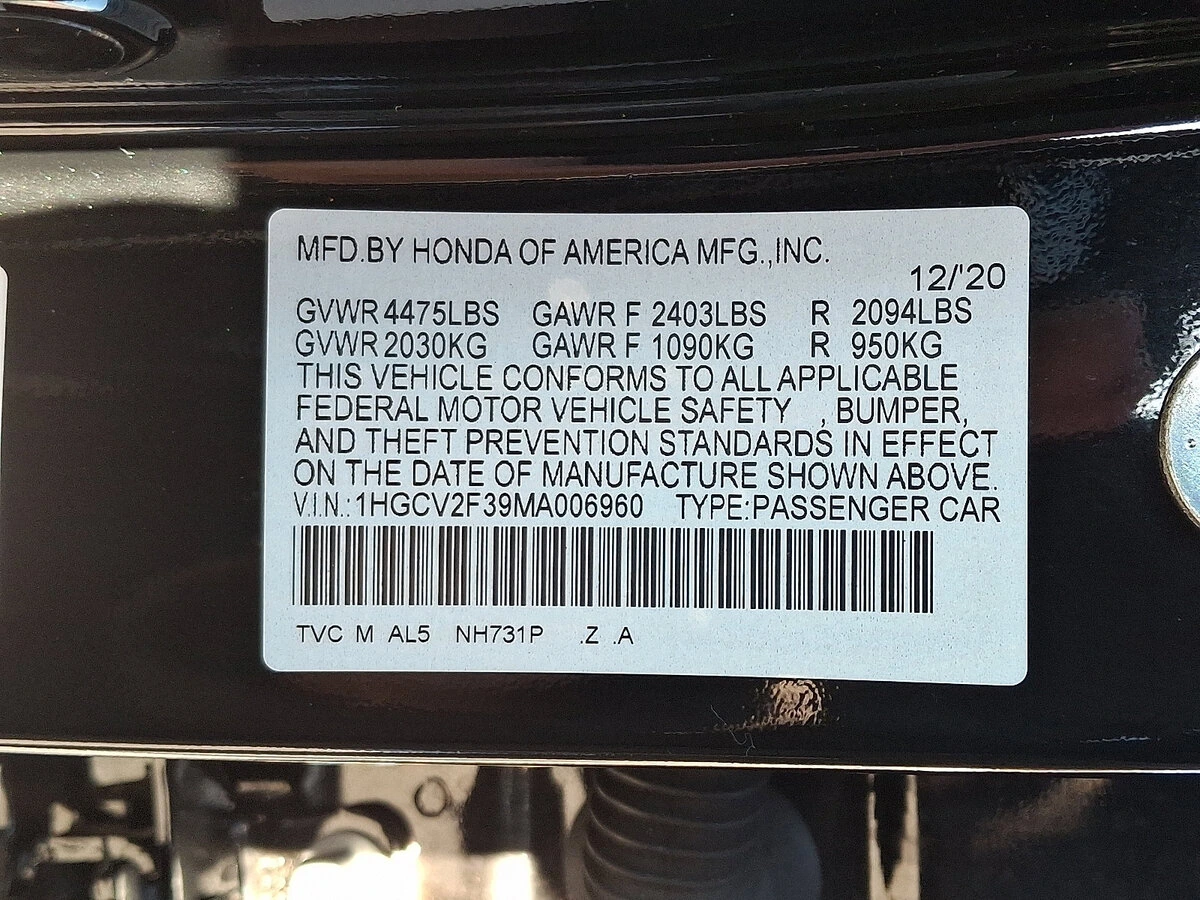 MFD.BY HONDA OF AMERICA MFG.,INC.
12/'20
GVWR 4475LBS GAWR F 2403LBS R 2094LBS
GVWR 2030KG GAWR F 1090KG R 950KG
THIS VEHICLE CONFORMS TO ALL APPLICABLE
FEDERAL MOTOR VEHICLE SAFETY , BUMPER,
AND THEFT PREVENTION STANDARDS IN EFFECT
ON THE DATE OF MANUFACTURE SHOWN ABOVE.
V.I.N.: 1HGCV2F39MA006960 TYPE:PASSENGER CAR
TVC M AL5 NH731P .Z .A